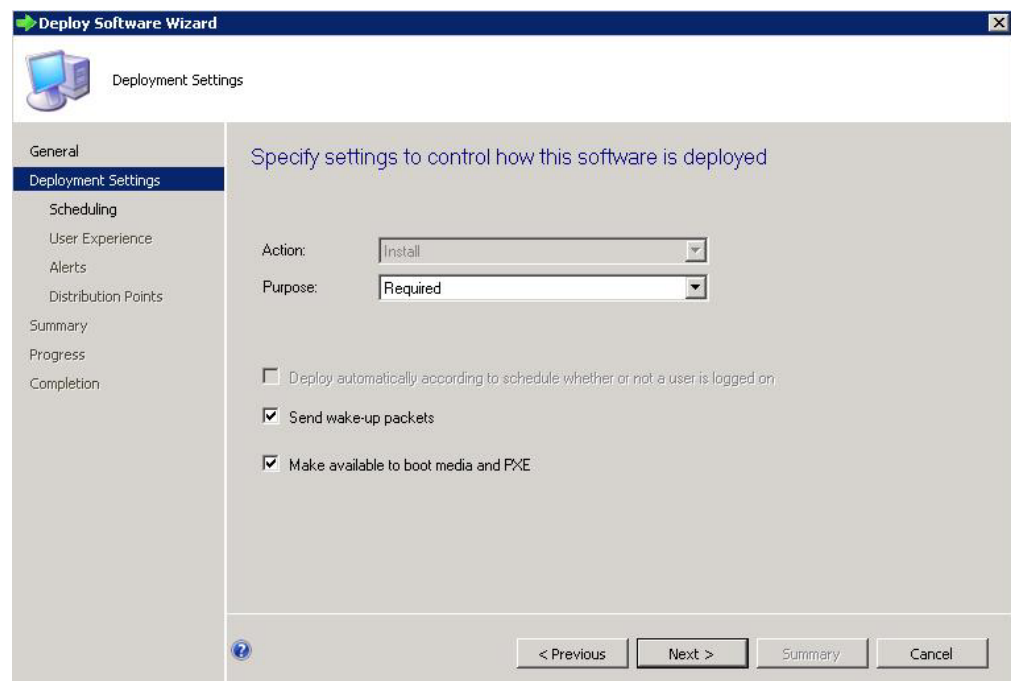 Deploy Software Wizard
Deployment Settings
General
Deployment Settings
Scheduling
User Experience
Alerts
Distribution Points
Summary
Progress
Completion
Specify settings to control how this software is deployed
Action: Install
Purpose: Required
Deploy automatically according to schedule whether or not a user is logged on
Send wake-up packets
Make available to boot media and PXE
< Previous Next > Summary Cancel